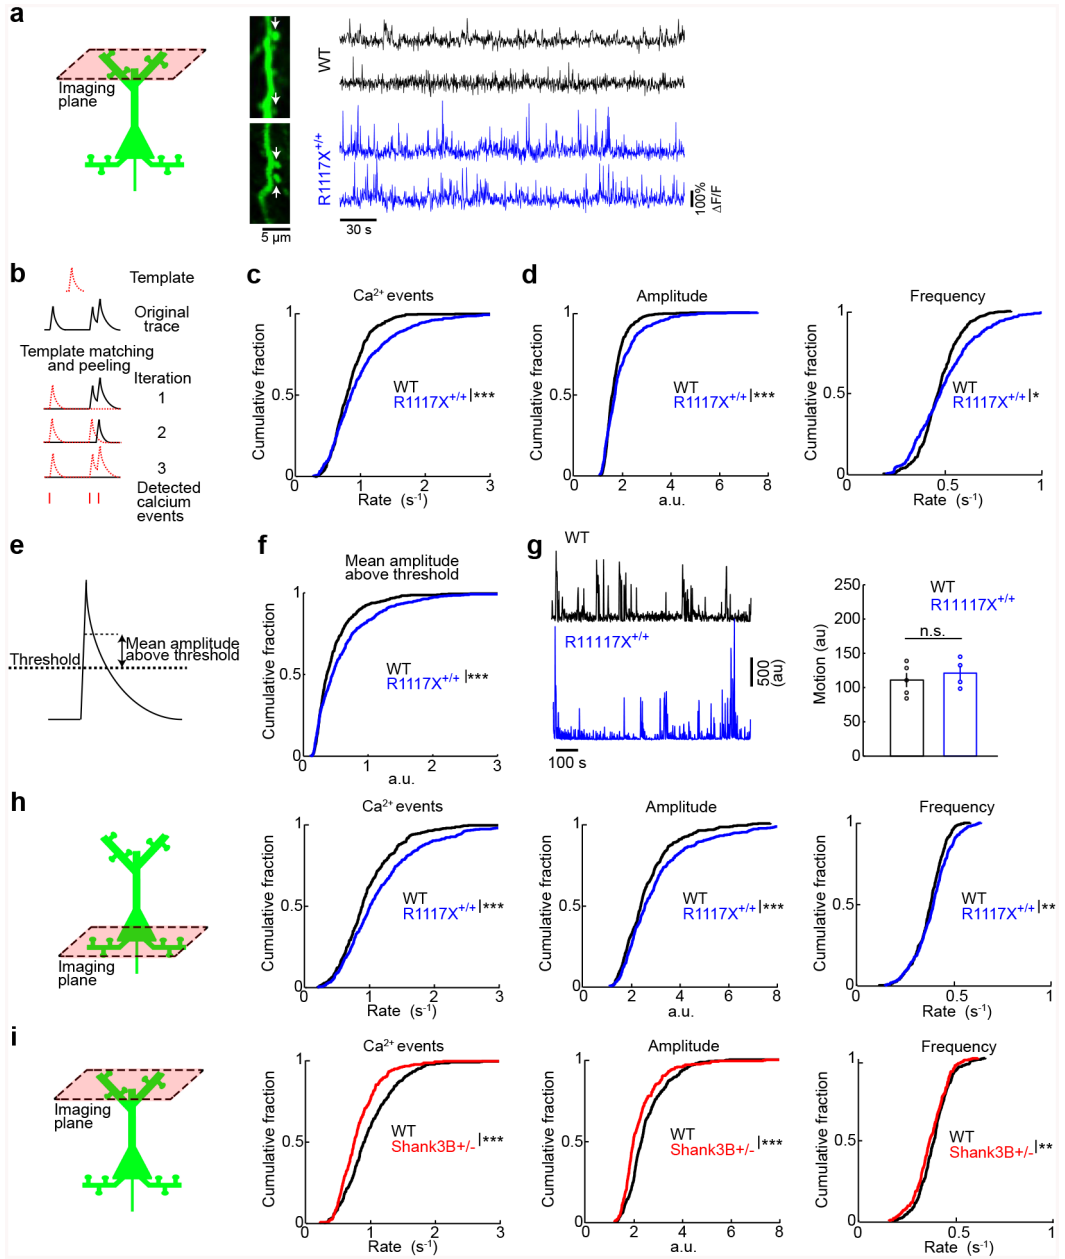 a
Imaging
plane
WT
R1117X+/+
100%
ΔF/F
30 s
5 µm
b
Template
Original
trace
Template matching
and peeling
Iteration
1
2
3
Detected
calcium
events
c
Ca2+ events
Cumulative fraction
1
0.5
0
WT
R1117X+/+
***
0 1 2 3
Rate (s-1)
d
Amplitude
Cumulative fraction
1
0.5
0
WT
R1117X+/+
***
0 2 4 6 8
a.u.
Frequency
Cumulative fraction
1
0.5
0
WT
R1117X+/+
*
0 0.5 1
Rate (s-1)
e
Threshold
Mean amplitude
above threshold
f
Mean amplitude
above threshold
Cumulative fraction
1
0.5
0
WT
R1117X+/+
***
0 1 2 3
a.u.
g
WT
R11117X+/+
500
(au)
100 s
Motion (au)
250
200
150
100
50
0
WT
R11117X+/+
n.s.
h
Imaging
plane
Ca2+ events
Cumulative fraction
1
0.5
0
WT
R1117X+/+
***
1 2 3
Rate (s-1)
Amplitude
Cumulative fraction
1
0.5
0
WT
R1117X+/+
***
0 2 4 6 8
a.u.
Frequency
Cumulative fraction
1
0.5
0
WT
R1117X+/+
**
0 0.5 1
Rate (s-1)
i
Imaging
plane
Ca2+ events
Cumulative fraction
1
0.5
0
WT
Shank3B+/-
***
0 1 2 3
Rate (s-1)
Amplitude
Cumulative fraction
1
0.5
0
WT
Shank3B+/-
***
0 2 4 6 8
a.u.
Frequency
Cumulative fraction
1
0.5
0
WT
Shank3B+/-
**
0 0.5 1
Rate (s-1)